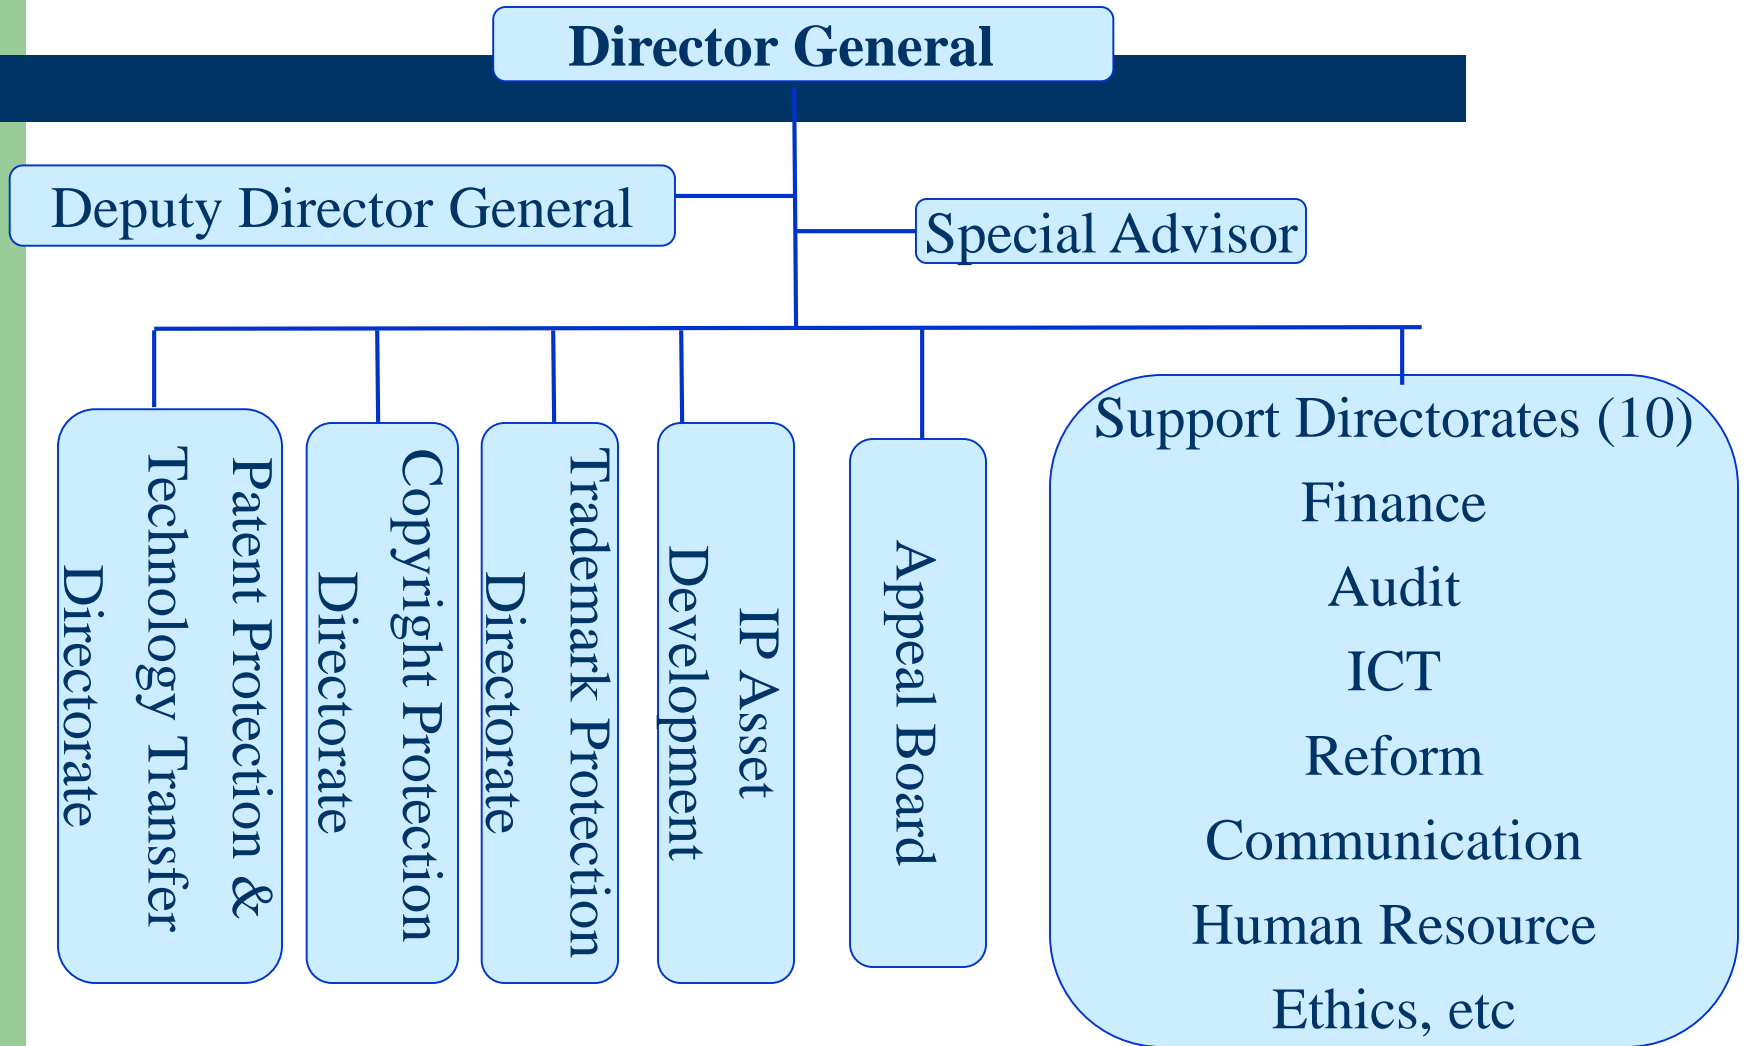 Director General
Deputy Director General
Special Advisor
Patent Protection &
Technology Transfer
Directorate
Copyright Protection
Directorate
Trademark Protection
Directorate
IP Asset
Development
Appeal Board
Support Directorates (10)
Finance
Audit
ICT
Reform
Communication
Human Resource
Ethics, etc